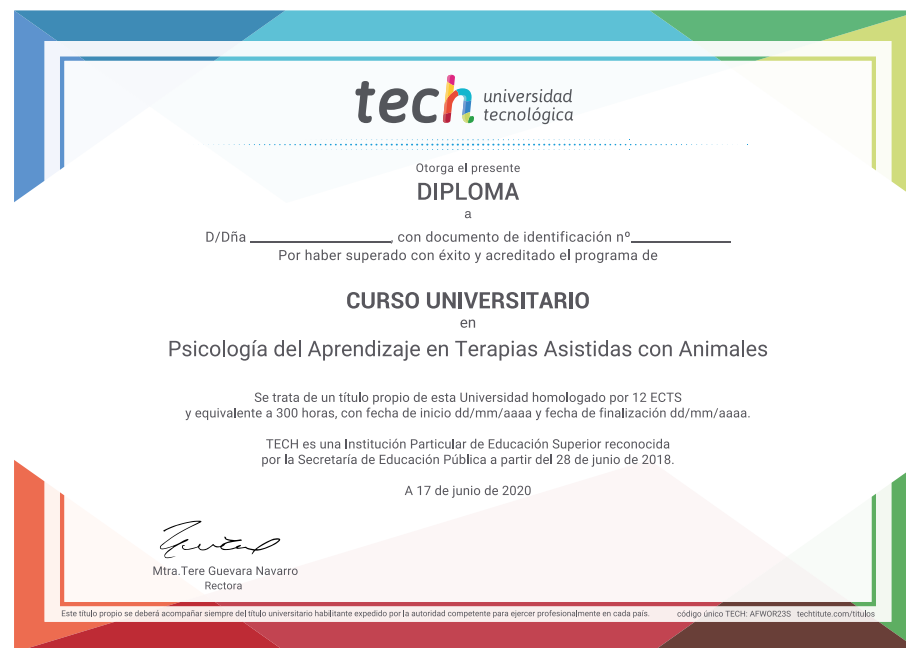 tech universidad
tecnológica
Otorga el presente
DIPLOMA
a
D/Dña ____________________, con documento de identificación nº______________
Por haber superado con éxito y acreditado el programa de
CURSO UNIVERSITARIO
en
Psicología del Aprendizaje en Terapias Asistidas con Animales
Se trata de un título propio de esta Universidad homologado por 12 ECTS
y equivalente a 300 horas, con fecha de inicio dd/mm/aaaa y fecha de finalización dd/mm/aaaa.
TECH es una Institución Particular de Educación Superior reconocida
por la Secretaría de Educación Pública a partir del 28 de junio de 2018.
A 17 de junio de 2020
Mtra.Tere Guevara Navarro
Rectora
Este título propio se deberá acompañar siempre del título universitario habilitante expedido por la autoridad competente para ejercer profesionalmente en cada país. código único TECH: AFWOR23S techtitute.com/titulos